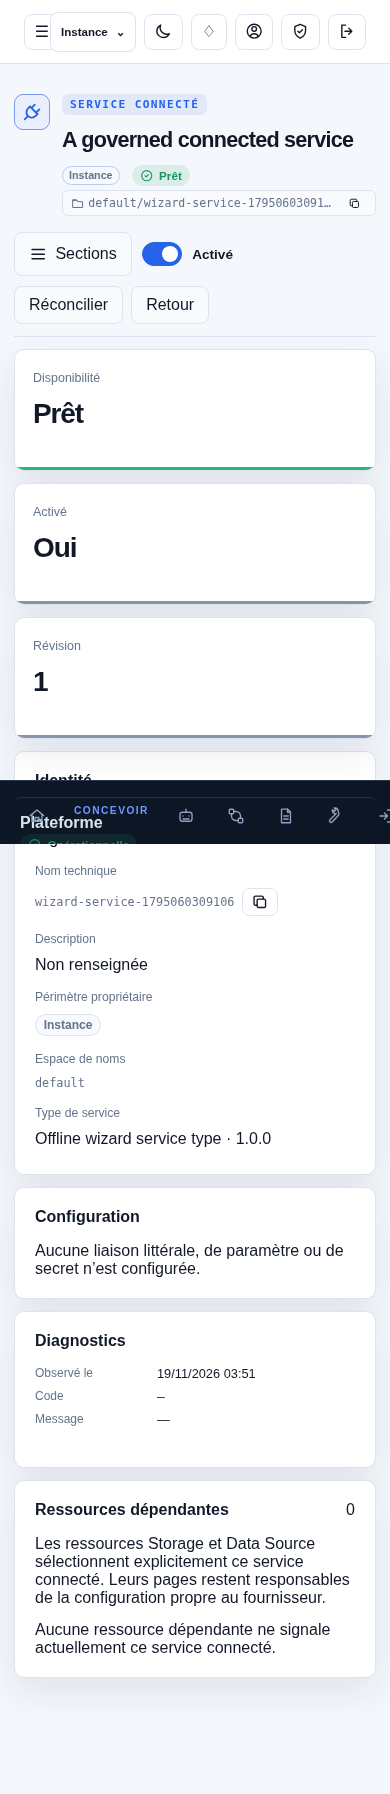 Instance
SERVICE CONNECTÉ
A governed connected service
Instance
Prêt
default/wizard-service-17950603091…
Sections
Activé
Réconcilier
Retour
Disponibilité
Prêt
Activé
Oui
Révision
1
Identité
CONCEVOIR
Plateforme
Opérationnelle
Nom technique
wizard-service-1795060309106
Description
Non renseignée
Périmètre propriétaire
Instance
Espace de noms
default
Type de service
Offline wizard service type · 1.0.0
Configuration
Aucune liaison littérale, de paramètre ou de
secret n’est configurée.
Diagnostics
Observé le 19/11/2026 03:51
Code –
Message —
Ressources dépendantes 0
Les ressources Storage et Data Source
sélectionnent explicitement ce service
connecté. Leurs pages restent responsables
de la configuration propre au fournisseur.
Aucune ressource dépendante ne signale
actuellement ce service connecté.